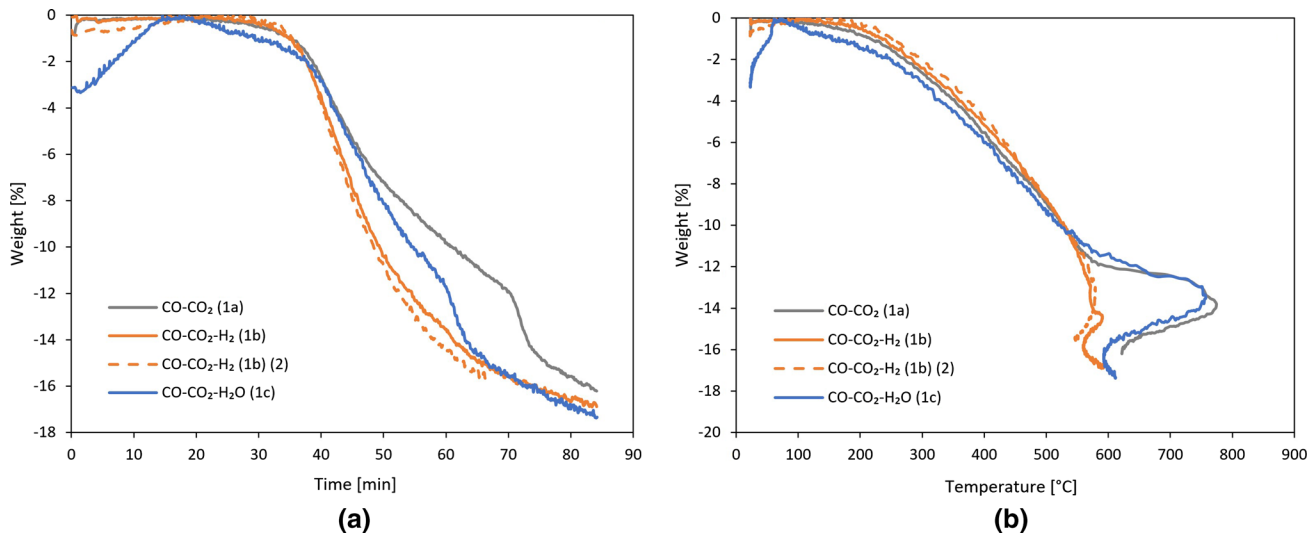 0
-2
-4
-6
-8
-10
-12
-14
-16
-18
Weight [%]
CO-CO₂ (1a)
CO-CO₂-H₂ (1b)
CO-CO₂-H₂ (1b) (2)
CO-CO₂-H₂O (1c)
0 10 20 30 40 50 60 70 80 90
Time [min]
(a)
0
-2
-4
-6
-8
-10
-12
-14
-16
-18
-20
Weight [%]
CO-CO₂ (1a)
CO-CO₂-H₂ (1b)
CO-CO₂-H₂ (1b) (2)
CO-CO₂-H₂O (1c)
0 100 200 300 400 500 600 700 800 900
Temperature [°C]
(b)